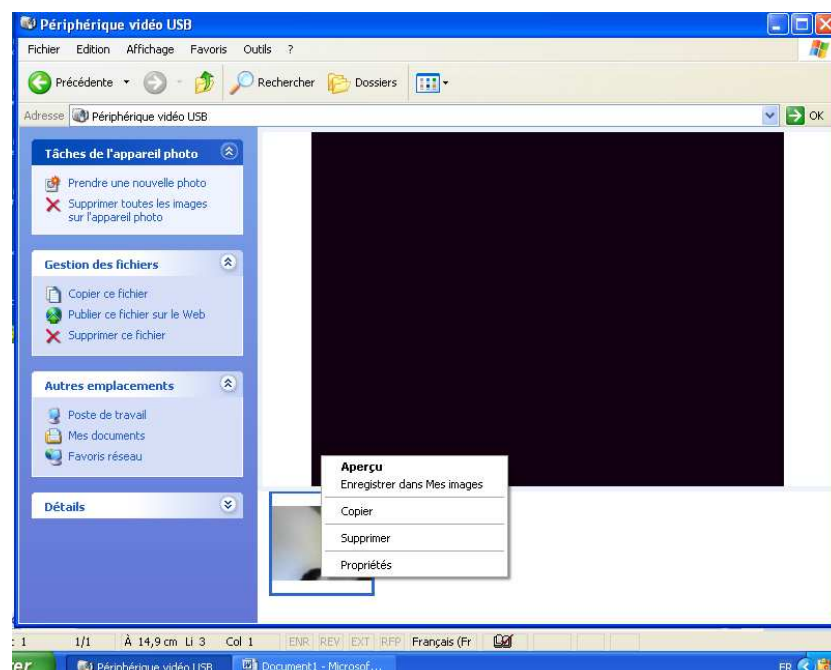 Périphérique vidéo USB
Fichier Edition Affichage Favoris Outils ?
Précédente Rechercher Dossiers
Adresse Périphérique vidéo USB OK
Tâches de l'appareil photo
Prendre une nouvelle photo
Supprimer toutes les images
sur l'appareil photo
Gestion des fichiers
Copier ce fichier
Publier ce fichier sur le Web
Supprimer ce fichier
Autres emplacements
Poste de travail
Mes documents
Favoris réseau
Détails
Aperçu
Enregistrer dans Mes images
Copier
Supprimer
Propriétés
1 1/1 À 14,9 cm Li 3 Col 1 ENR REV EXT RFP Français (Fr
Périphérique vidéo USB Document1 - Microsof... FR